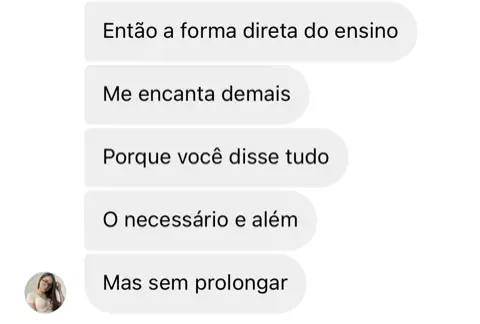 Então a forma direta do ensino
Me encanta demais
Porque você disse tudo
O necessário e além
Mas sem prolongar